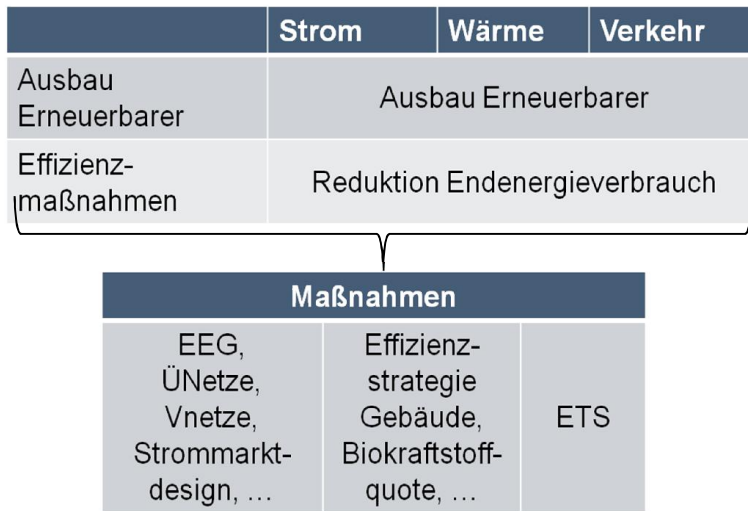 Strom Wärme Verkehr
Ausbau
Erneuerbarer
Ausbau Erneuerbarer
Effizienz-
maßnahmen
Reduktion Endenergieverbrauch
Maßnahmen
EEG,
ÜNetze,
Vnetze,
Strommarkt-
design, …
Effizienz-
strategie
Gebäude,
Biokraftstoff-
quote, …
ETS